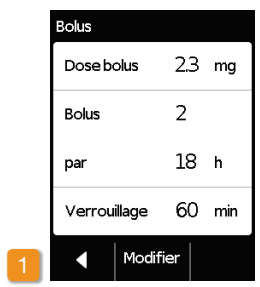 Bolus
Dose bolus 2.3 mg
Bolus 2
par 18 h
Verrouillage 60 min
1
Modifier